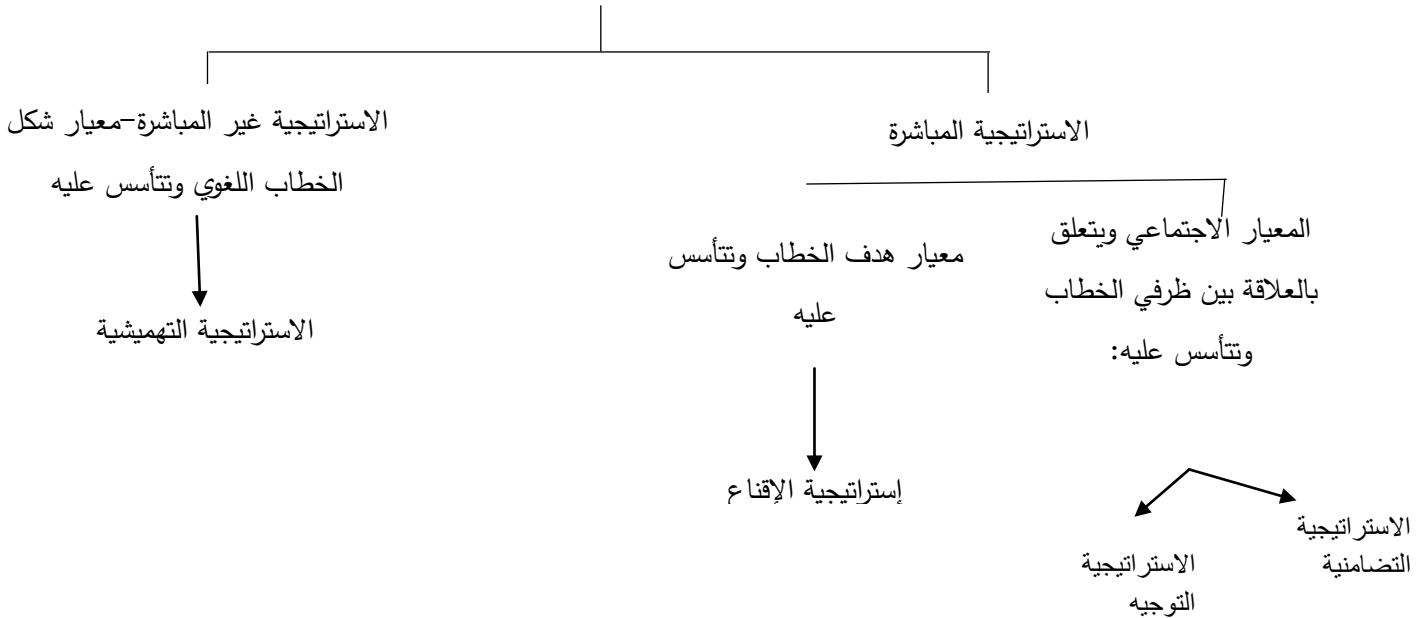 الاستراتيجية المباشرة
المعيار الاجتماعي ويتعلق
بالعلاقة بين ظرفي الخطاب
وتتأسس عليه:
الاستراتيجية
التضامنية
الاستراتيجية
التوجيه
معيار هدف الخطاب وتتأسس
عليه
إستراتيجية الإقناع
الاستراتيجية غير المباشرة–معيار شكل
الخطاب اللغوي وتتأسس عليه
الاستراتيجية التهميشية